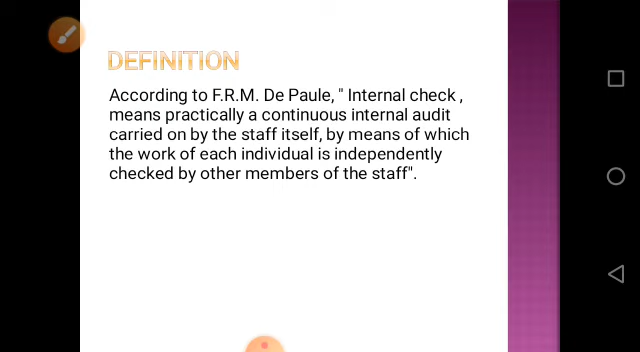 DEFINITION
According to F.R.M. De Paule, " Internal check ,
means practically a continuous internal audit
carried on by the staff itself, by means of which
the work of each individual is independently
checked by other members of the staff".